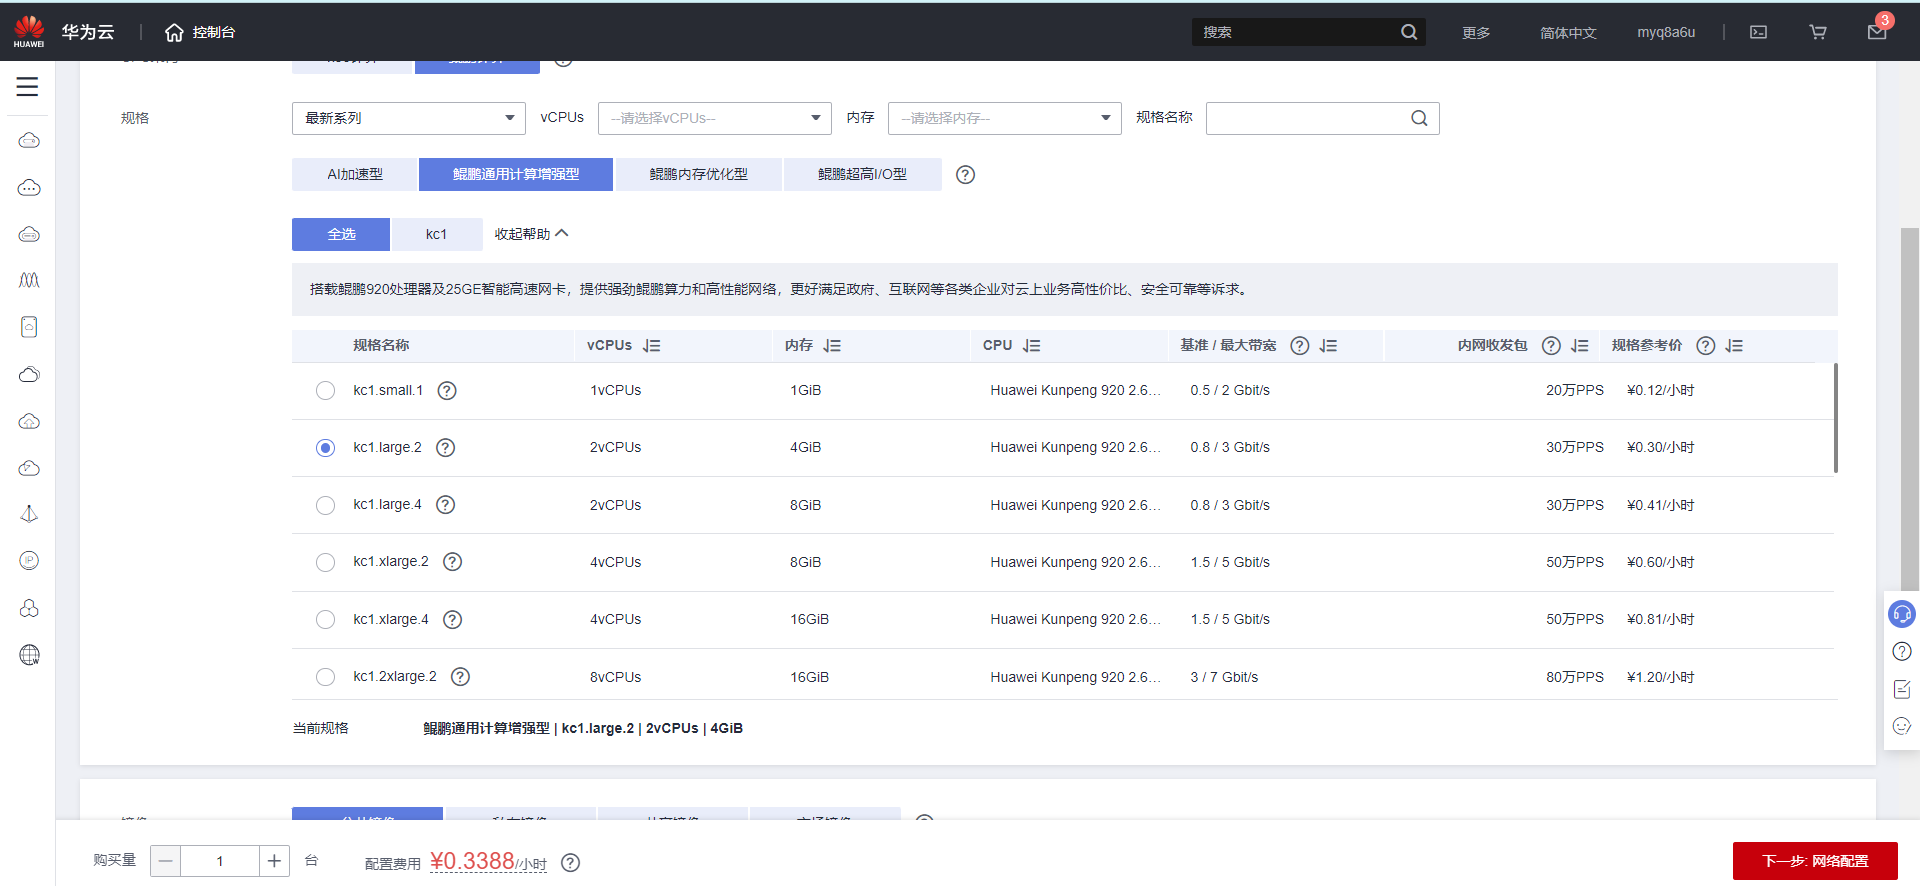 HUAWEI 华为云 控制台 搜索 更多 简体中文 myq8a6u 3
规格 最新系列 vCPUs --请选择vCPUs-- 内存 --请选择内存-- 规格名称
AI加速型 鲲鹏通用计算增强型 鲲鹏内存优化型 鲲鹏超高I/O型
全选 kc1 收起帮助
搭载鲲鹏920处理器及25GE智能高速网卡，提供强劲鲲鹏算力和高性能网络，更好满足政府、互联网等各类企业对云上业务高性价比、安全可靠等诉求。
规格名称 vCPUs 内存 CPU 基准 / 最大带宽 内网收发包 规格参考价
kc1.small.1 1vCPUs 1GiB Huawei Kunpeng 920 2.6... 0.5 / 2 Gbit/s 20万PPS ¥0.12/小时
kc1.large.2 2vCPUs 4GiB Huawei Kunpeng 920 2.6... 0.8 / 3 Gbit/s 30万PPS ¥0.30/小时
kc1.large.4 2vCPUs 8GiB Huawei Kunpeng 920 2.6... 0.8 / 3 Gbit/s 30万PPS ¥0.41/小时
kc1.xlarge.2 4vCPUs 8GiB Huawei Kunpeng 920 2.6... 1.5 / 5 Gbit/s 50万PPS ¥0.60/小时
kc1.xlarge.4 4vCPUs 16GiB Huawei Kunpeng 920 2.6... 1.5 / 5 Gbit/s 50万PPS ¥0.81/小时
kc1.2xlarge.2 8vCPUs 16GiB Huawei Kunpeng 920 2.6... 3 / 7 Gbit/s 80万PPS ¥1.20/小时
当前规格 鲲鹏通用计算增强型 | kc1.large.2 | 2vCPUs | 4GiB
购买量 1 台 配置费用 ¥0.3388/小时 下一步: 网络配置